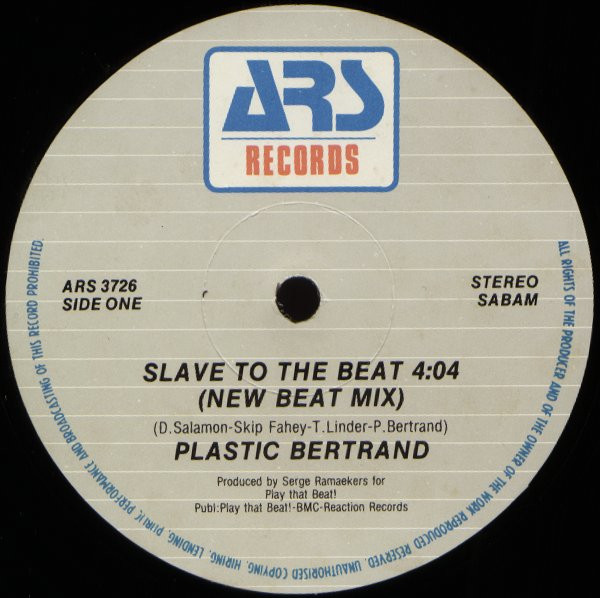 ARS
RECORDS
ARS 3726
SIDE ONE
STEREO
SABAM
SLAVE TO THE BEAT 4:04
(NEW BEAT MIX)
(D.Salamon-Skip Fahey-T.Linder-P.Bertrand)
PLASTIC BERTRAND
Produced by Serge Ramaekers for
Play that Beat!
Publ:Play that Beat!-BMC-Reaction Records
ALL RIGHTS OF THE PRODUCER AND OF THE OWNER OF THE WORK REPRODUCED RESERVED. UNAUTHORISED COPYING, HIRING, LENDING, PUBLIC PERFORMANCE AND BROADCASTING OF THIS RECORD PROHIBITED.